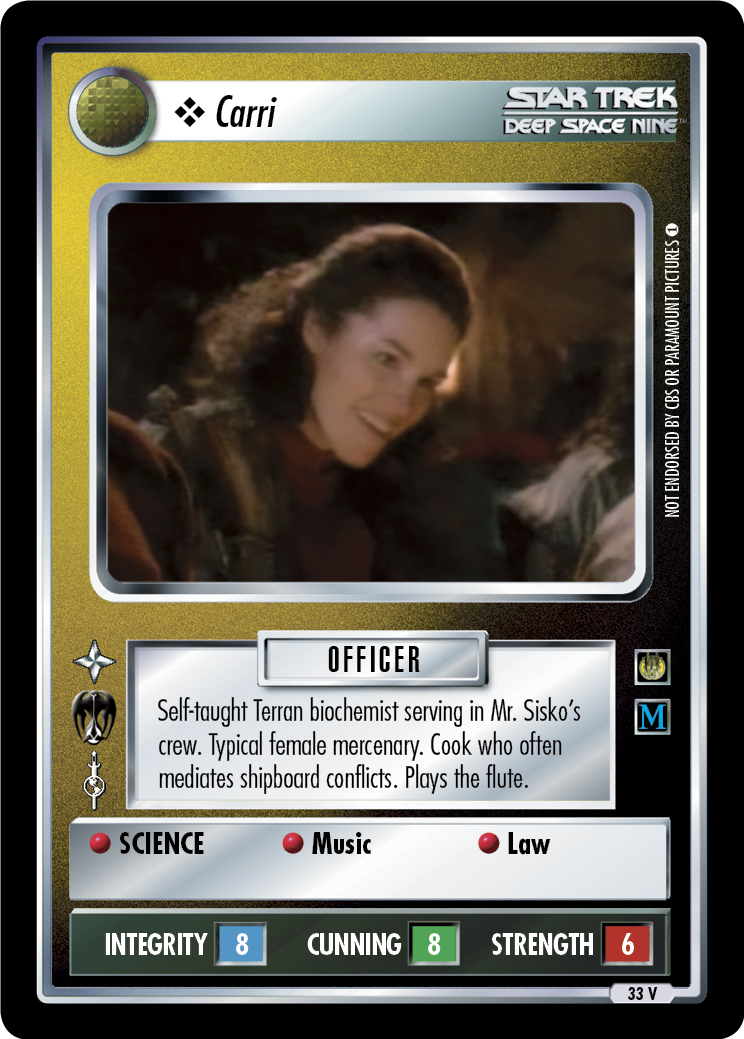 ❖ Carri
STAR TREK
DEEP SPACE NINE™
NOT ENDORSED BY CBS OR PARAMOUNT PICTURES 1
OFFICER
Self-taught Terran biochemist serving in Mr. Sisko's
crew. Typical female mercenary. Cook who often
mediates shipboard conflicts. Plays the flute.
M
SCIENCE Music Law
INTEGRITY 8 CUNNING 8 STRENGTH 6
33 V